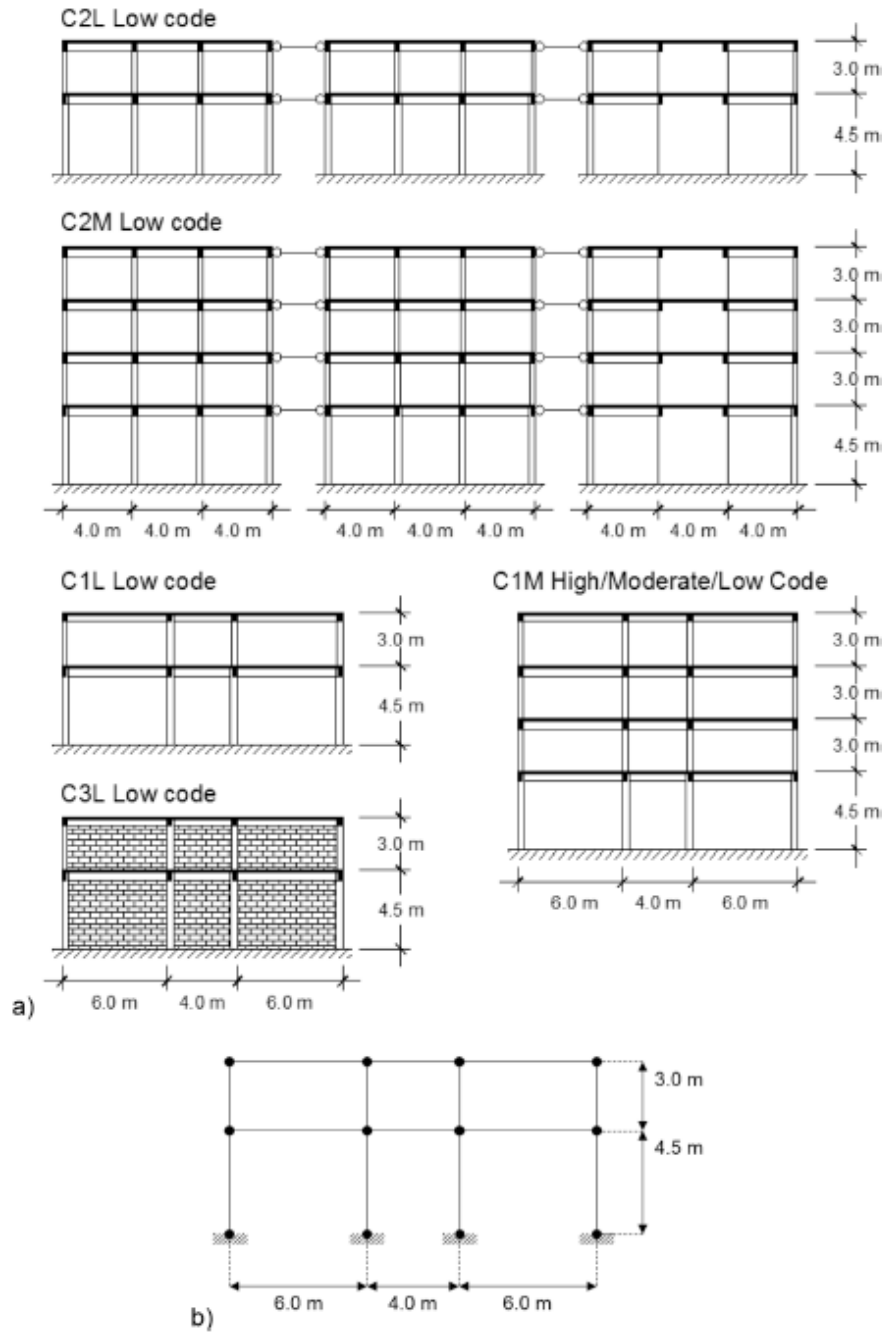 C2L Low code
3.0 m
4.5 m
C2M Low code
3.0 m
3.0 m
3.0 m
4.5 m
4.0 m 4.0 m 4.0 m 4.0 m 4.0 m 4.0 m 4.0 m 4.0 m 4.0 m
C1L Low code
3.0 m
4.5 m
C1M High/Moderate/Low Code
3.0 m
3.0 m
3.0 m
4.5 m
6.0 m 4.0 m 6.0 m
C3L Low code
3.0 m
4.5 m
6.0 m 4.0 m 6.0 m
a)
3.0 m
4.5 m
6.0 m 4.0 m 6.0 m
b)